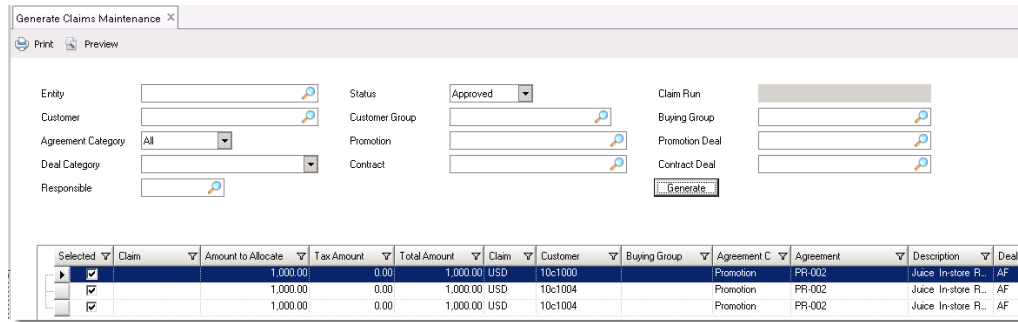 Generate Claims Maintenance X
Print Preview
Entity Status Approved Claim Run
Customer Customer Group Buying Group
Agreement Category All Promotion Promotion Deal
Deal Category Contract Contract Deal
Responsible Generate
Selected Claim Amount to Allocate Tax Amount Total Amount Claim Customer Buying Group Agreement C Agreement Description Deal
1,000.00 0.00 1,000.00 USD 10c1000 Promotion PR-002 Juice In-store R... AF
1,000.00 0.00 1,000.00 USD 10c1004 Promotion PR-002 Juice In-store R... AF
1,000.00 0.00 1,000.00 USD 10c1004 Promotion PR-002 Juice In-store R... AF